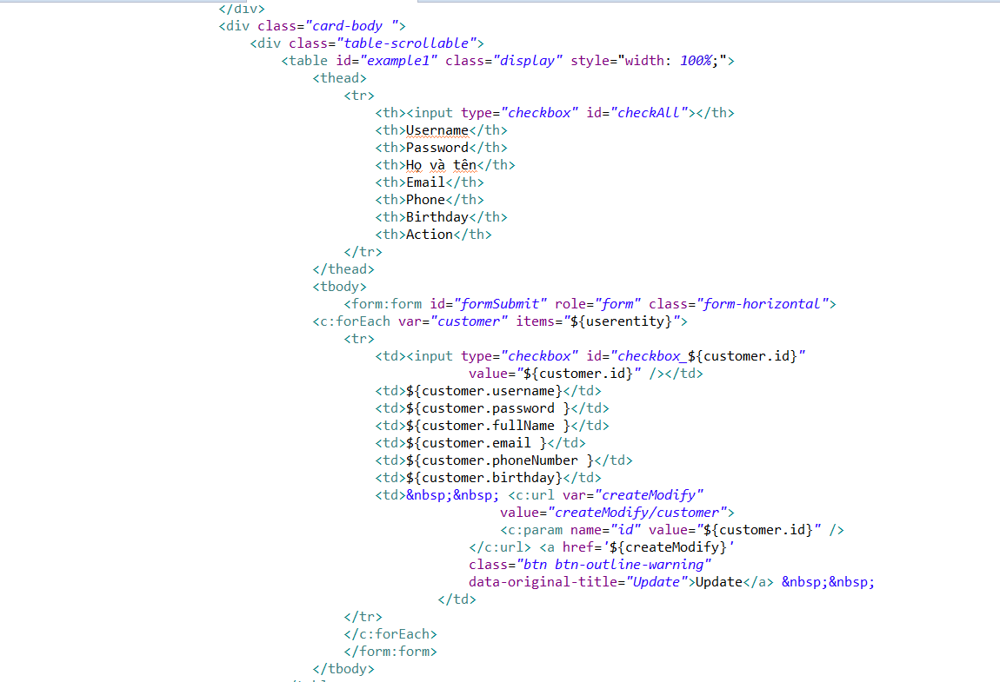 </div>
<div class="card-body ">
<div class="table-scrollable">
<table id="example1" class="display" style="width: 100%;">
<thead>
<tr>
<th><input type="checkbox" id="checkAll"></th>
<th>Username</th>
<th>Password</th>
<th>Họ và tên</th>
<th>Email</th>
<th>Phone</th>
<th>Birthday</th>
<th>Action</th>
</tr>
</thead>
<tbody>
<form:form id="formSubmit" role="form" class="form-horizontal">
<c:forEach var="customer" items="${userentity}">
<tr>
<td><input type="checkbox" id="checkbox_${customer.id}"
value="${customer.id}" /></td>
<td>${customer.username}</td>
<td>${customer.password }</td>
<td>${customer.fullName }</td>
<td>${customer.email }</td>
<td>${customer.phoneNumber }</td>
<td>${customer.birthday}</td>
<td>&nbsp;&nbsp; <c:url var="createModify"
value="createModify/customer">
<c:param name="id" value="${customer.id}" />
</c:url> <a href='${createModify}'
class="btn btn-outline-warning"
data-original-title="Update">Update</a> &nbsp;&nbsp;
</td>
</tr>
</c:forEach>
</form:form>
</tbody>